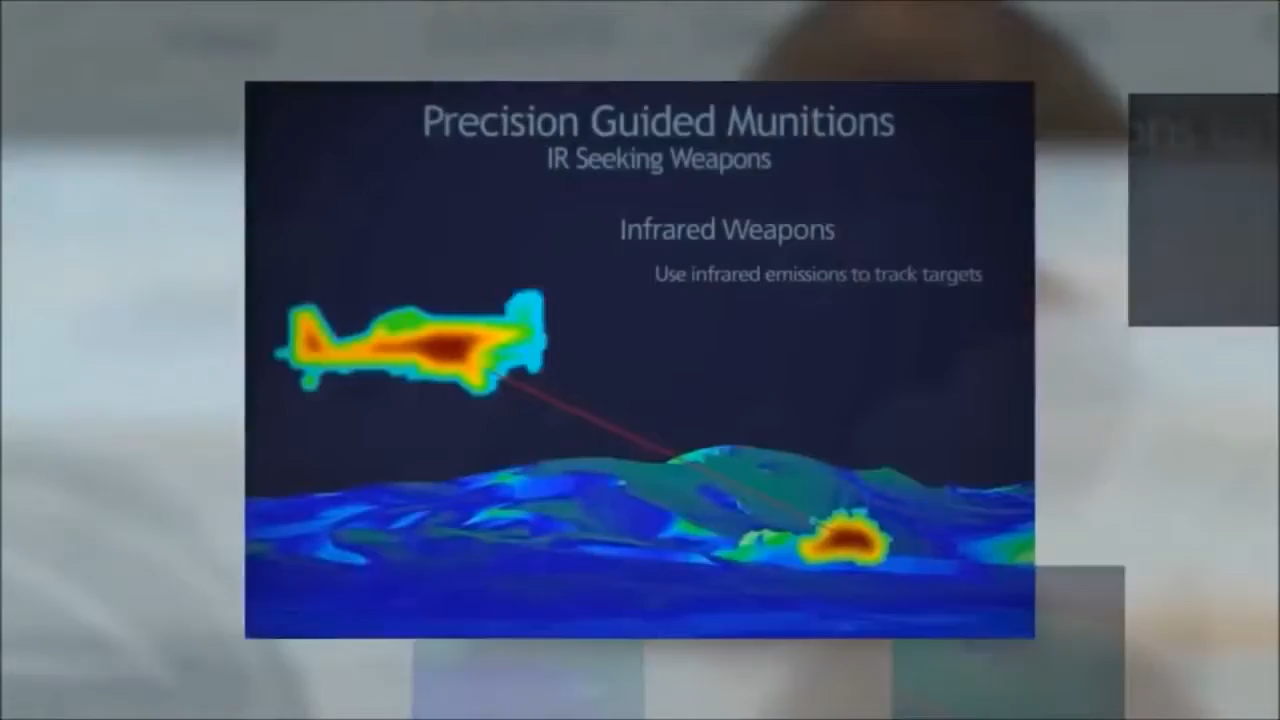 Precision Guided Munitions
IR Seeking Weapons
Infrared Weapons
Use infrared emissions to track targets